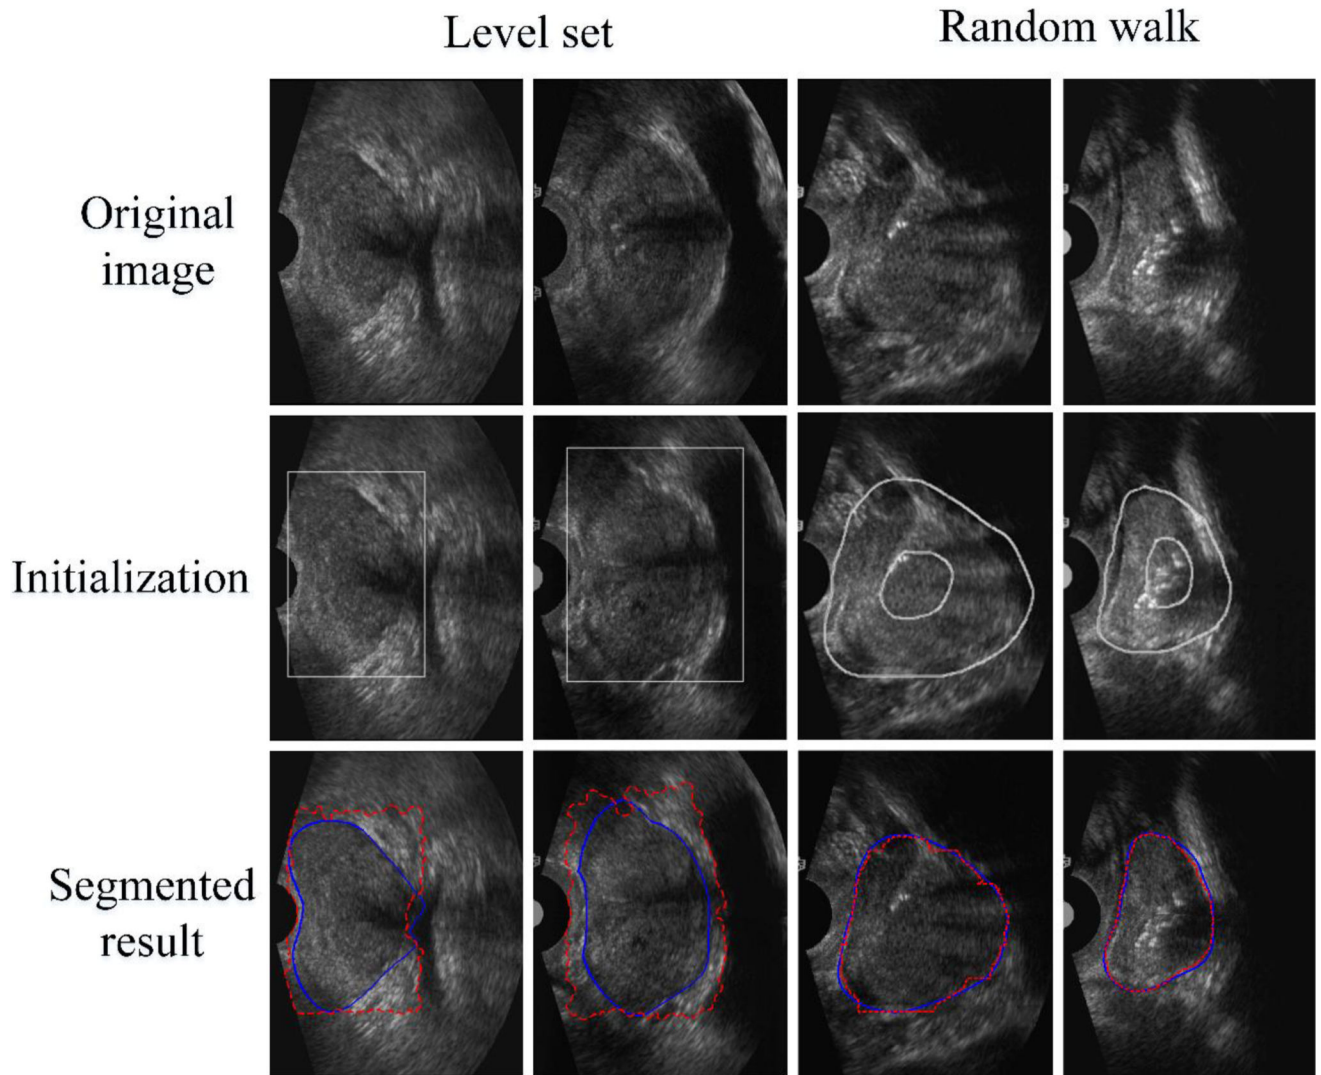 Level set
Random walk
Original
image
Initialization
Segmented
result